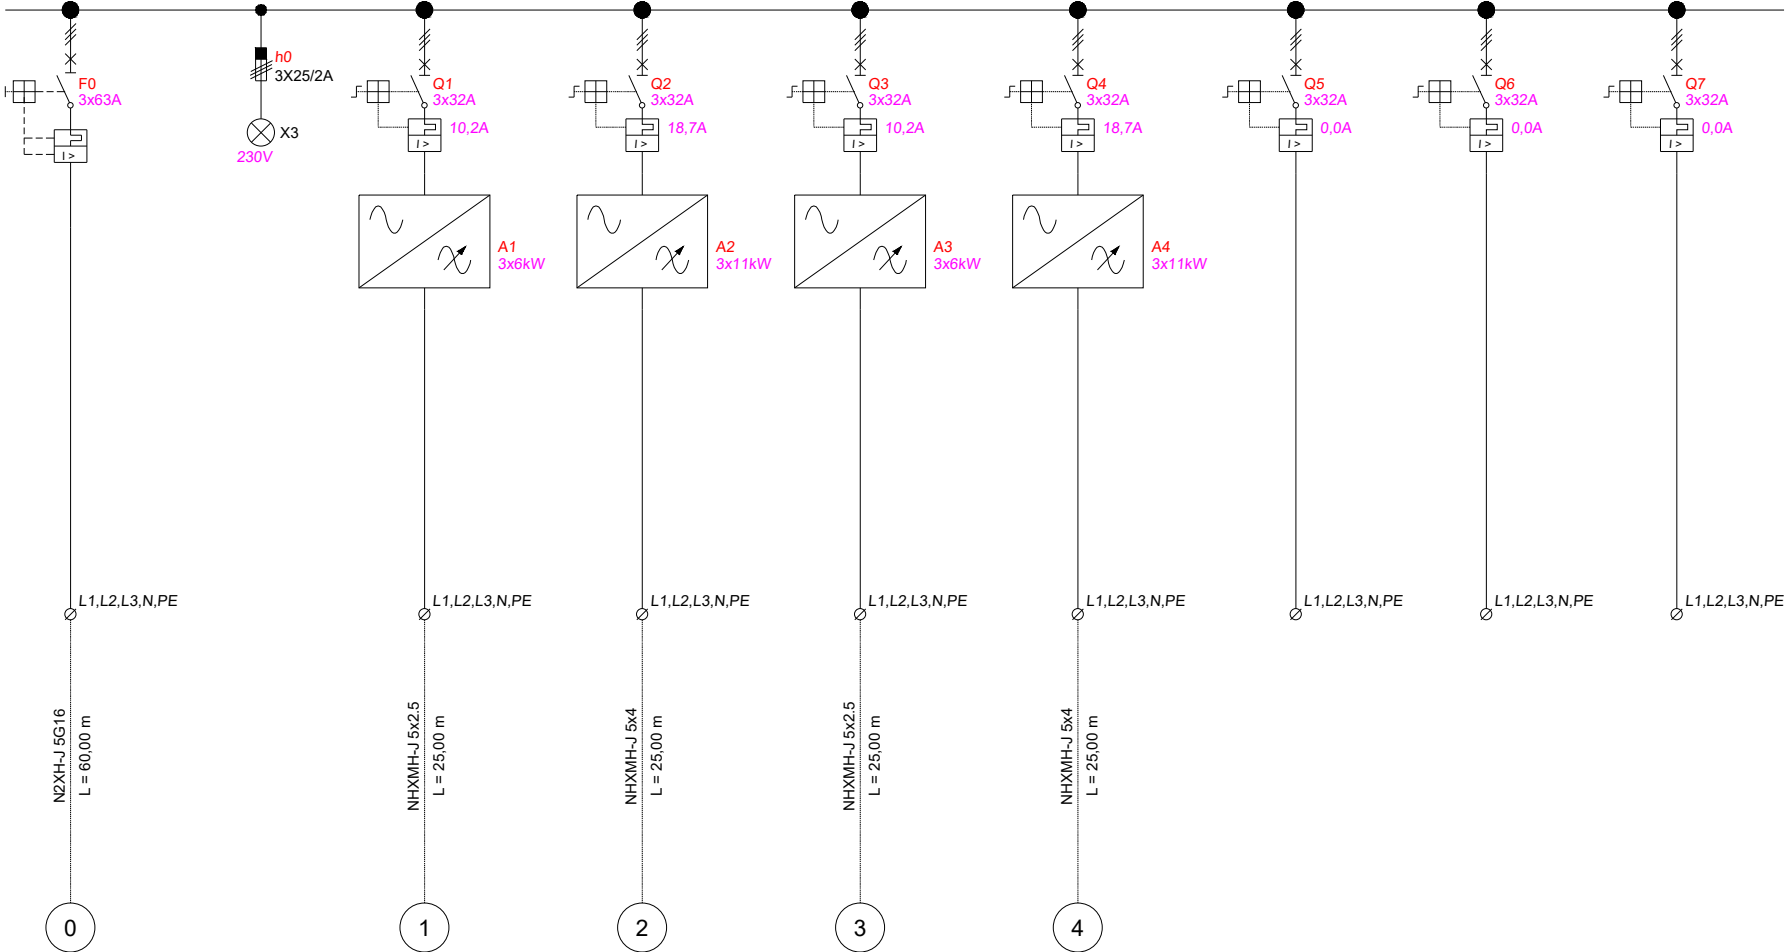 F0
3x63A
I >
h0
3X25/2A
X3
230V
Q1
3x32A
10,2A
I >
Q2
3x32A
18,7A
I >
Q3
3x32A
10,2A
I >
Q4
3x32A
18,7A
I >
Q5
3x32A
0,0A
I >
Q6
3x32A
0,0A
I >
Q7
3x32A
0,0A
I >
A1
3x6kW
A2
3x11kW
A3
3x6kW
A4
3x11kW
L1,L2,L3,N,PE
L1,L2,L3,N,PE
L1,L2,L3,N,PE
L1,L2,L3,N,PE
L1,L2,L3,N,PE
L1,L2,L3,N,PE
L1,L2,L3,N,PE
L1,L2,L3,N,PE
N2XH-J 5G16
L = 60,00 m
NHXMH-J 5x2.5
L = 25,00 m
NHXMH-J 5x4
L = 25,00 m
NHXMH-J 5x2.5
L = 25,00 m
NHXMH-J 5x4
L = 25,00 m
0
1
2
3
4